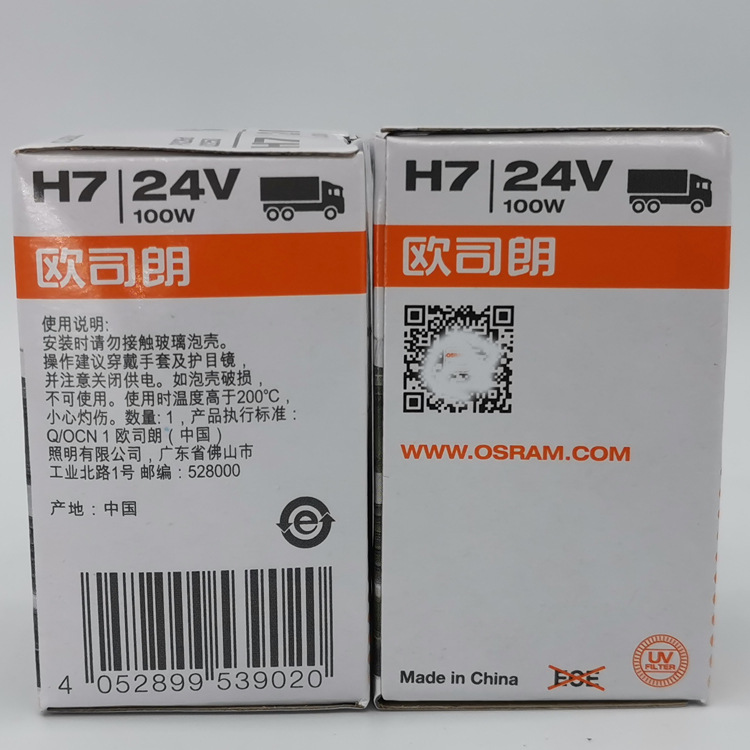 H7 24V
100W
欧司朗
使用说明:
安装时请勿接触玻璃泡壳。
操作建议穿戴手套及护目镜,
并注意关闭供电。如泡壳破损,
不可使用。使用时温度高于200℃,
小心灼伤。数量: 1, 产品执行标准:
Q/OCN 1 欧司朗(中国)
照明有限公司,广东省佛山市
工业北路1号 邮编:528000
产地:中国
e
4 052899 539020
H7 24V
100W
欧司朗
WWW.OSRAM.COM
Made in China
ECE
UV
FILTER